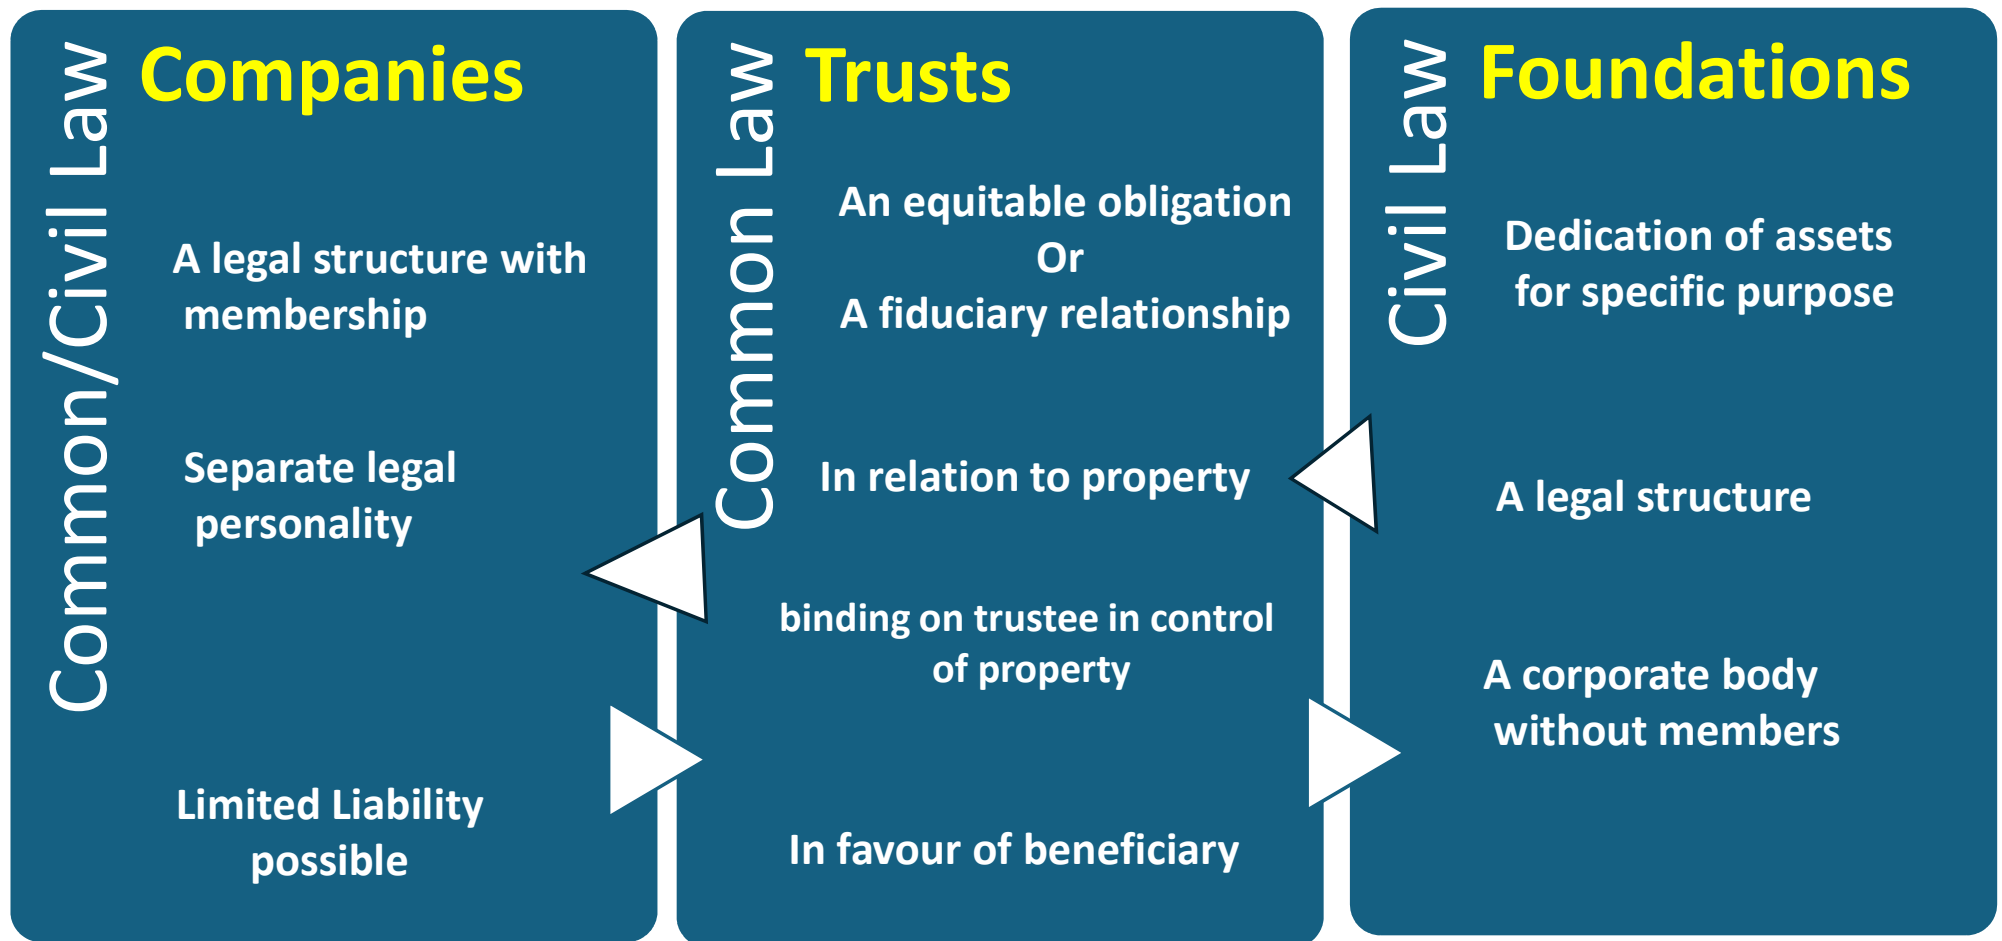 Common/Civil Law
Companies
A legal structure with
membership
Separate legal
personality
Limited Liability
possible
Common Law
Trusts
An equitable obligation
Or
A fiduciary relationship
In relation to property
binding on trustee in control
of property
In favour of beneficiary
Civil Law
Foundations
Dedication of assets
for specific purpose
A legal structure
A corporate body
without members